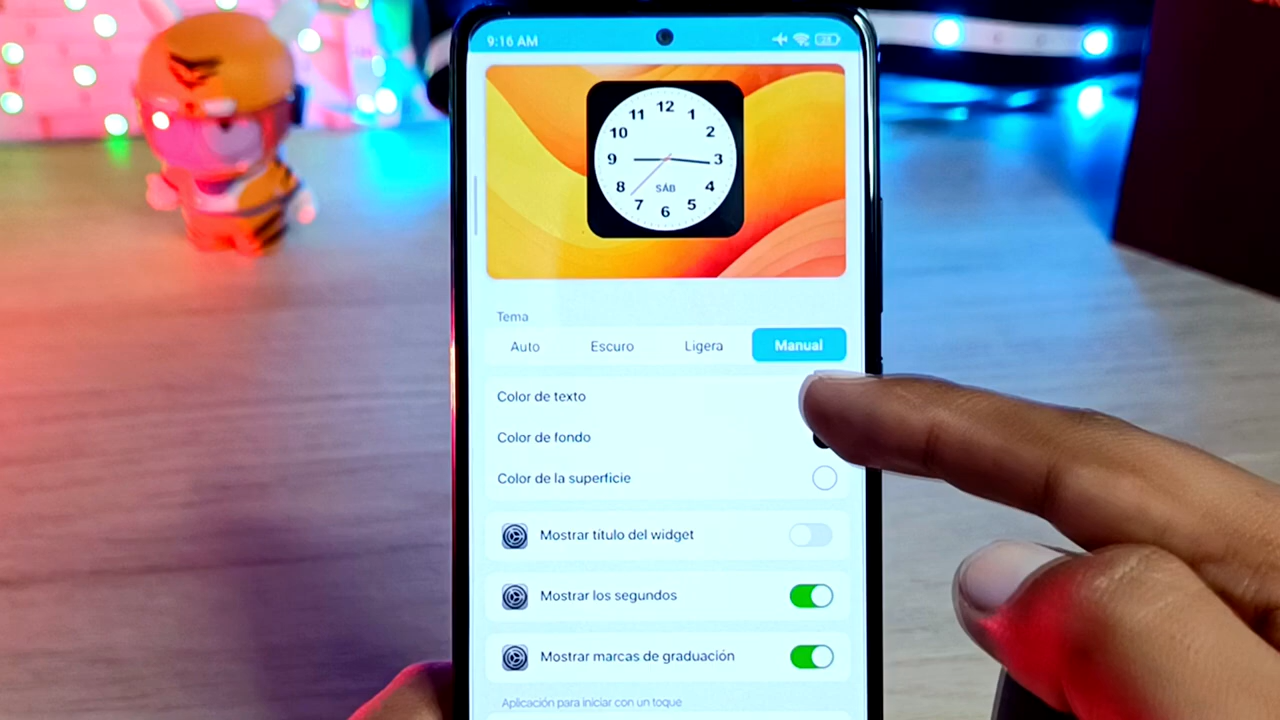 9:16 AM
12
11 1
10 2
9 3
8 SÁB 4
7 5
6
Tema
Auto Escuro Ligera Manual
Color de texto
Color de fondo
Color de la superficie
Mostrar título del widget
Mostrar los segundos
Mostrar marcas de graduación
Aplicación para iniciar con un toque